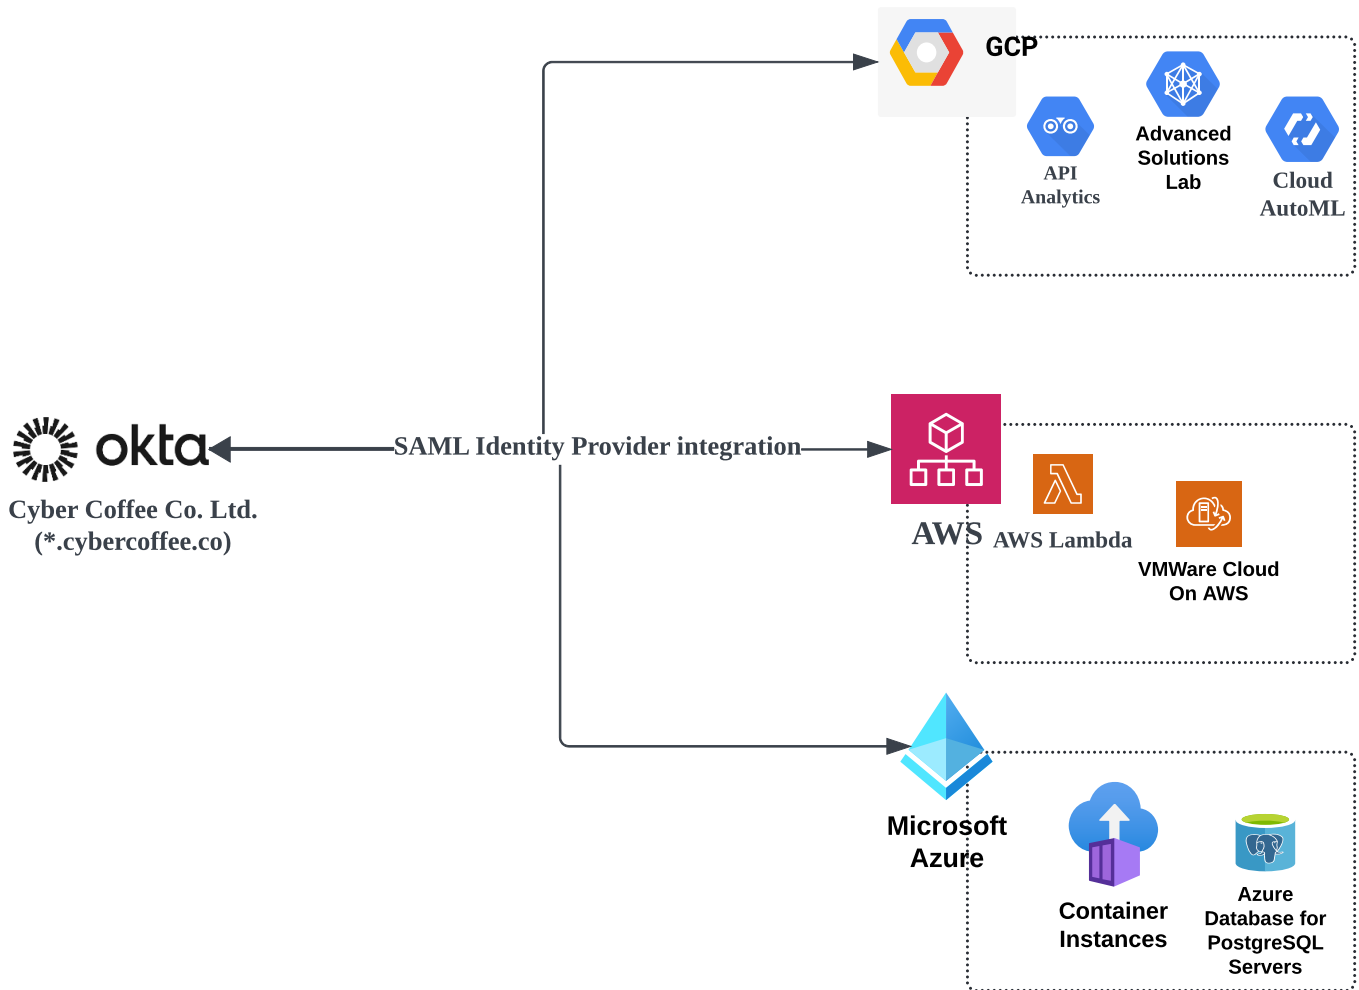 GCP
API
Analytics
Advanced
Solutions
Lab
Cloud
AutoML
okta
Cyber Coffee Co. Ltd.
(*.cybercoffee.co)
SAML Identity Provider integration
AWS
AWS Lambda
VMWare Cloud
On AWS
Microsoft
Azure
Container
Instances
Azure
Database for
PostgreSQL
Servers